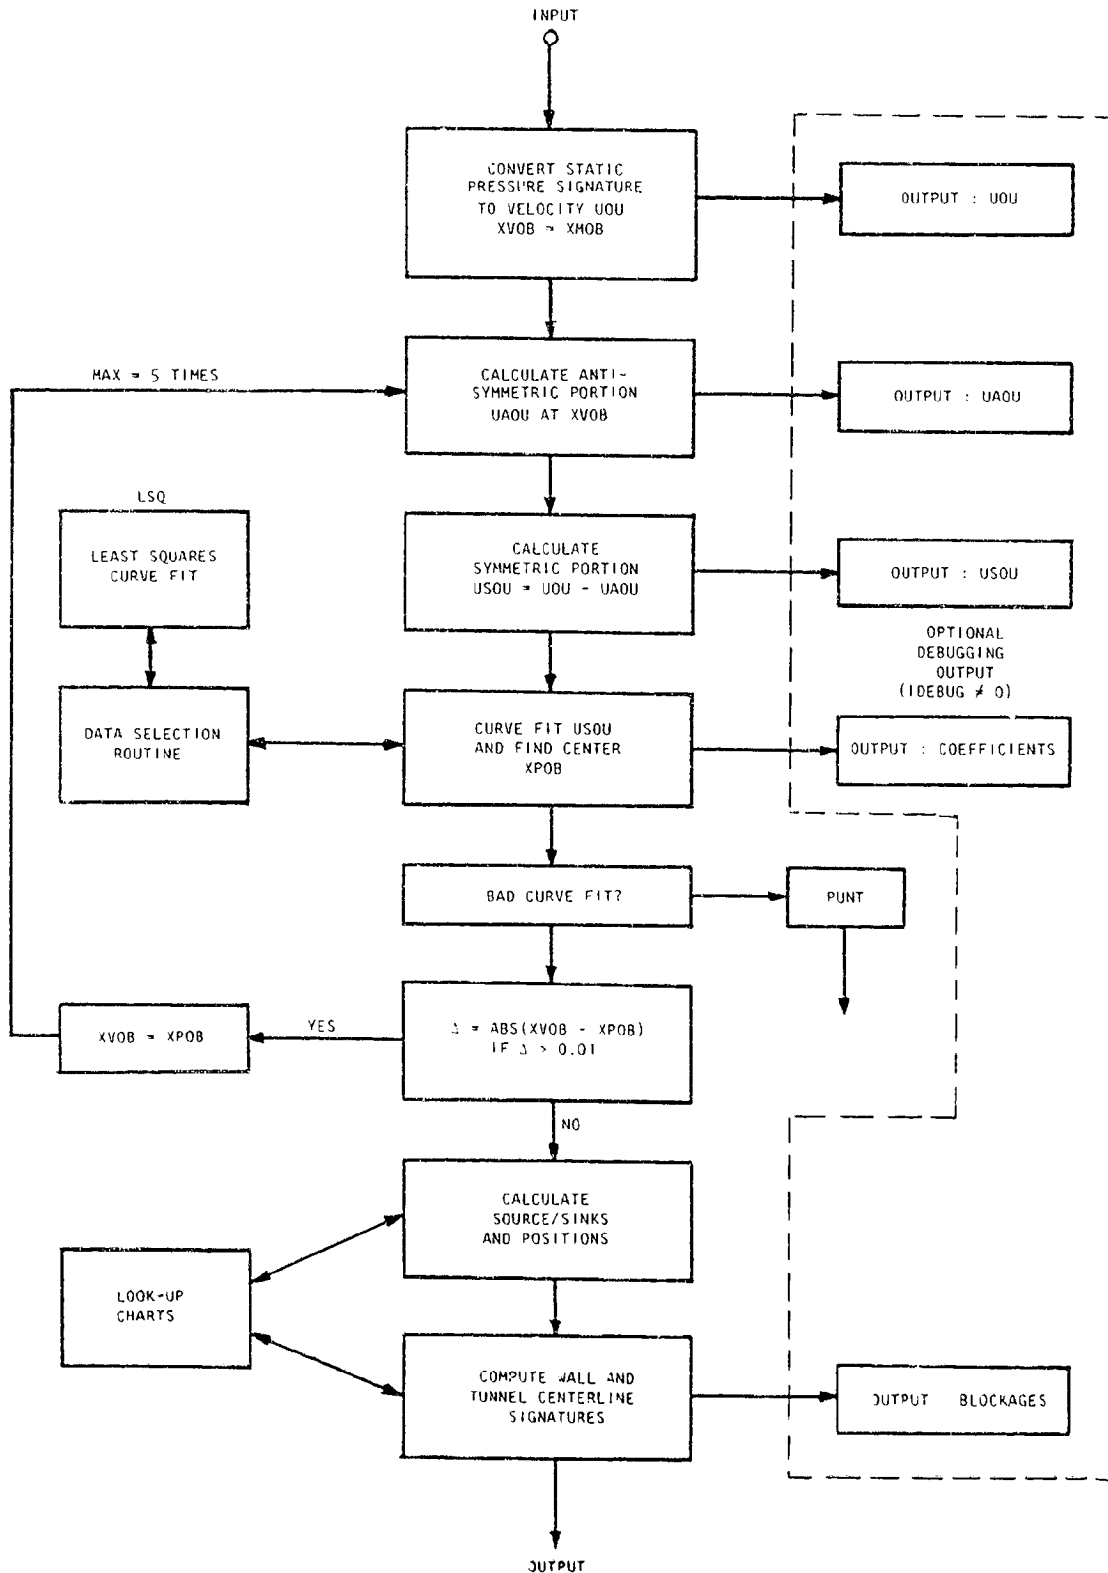 INPUT
CONVERT STATIC
PRESSURE SIGNATURE
TO VELOCITY UOU
XVOB = XMOB
OUTPUT : UOU
MAX = 5 TIMES
CALCULATE ANTI-
SYMMETRIC PORTION
UAOU AT XVOB
OUTPUT : UAOU
LSQ
LEAST SQUARES
CURVE FIT
CALCULATE
SYMMETRIC PORTION
USOU = UOU - UAOU
OUTPUT : USOU
OPTIONAL
DEBUGGING
OUTPUT
(IDEBUG ≠ 0)
DATA SELECTION
ROUTINE
CURVE FIT USOU
AND FIND CENTER
XPOB
OUTPUT : COEFFICIENTS
BAD CURVE FIT?
PUNT
XVOB = XPOB
YES
Δ = ABS(XVOB - XPOB)
IF Δ > 0.01
NO
CALCULATE
SOURCE/SINKS
AND POSITIONS
LOOK-UP
CHARTS
COMPUTE WALL AND
TUNNEL CENTERLINE
SIGNATURES
OUTPUT BLOCKAGES
OUTPUT